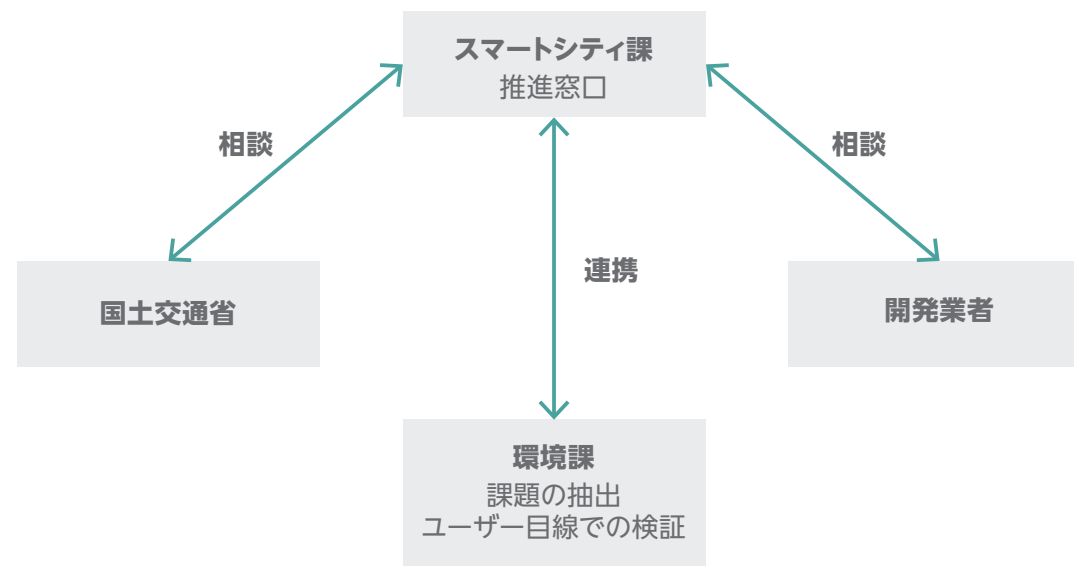 スマートシティ課
推進窓口
相談
相談
連携
国土交通省
開発業者
環境課
課題の抽出
ユーザー目線での検証